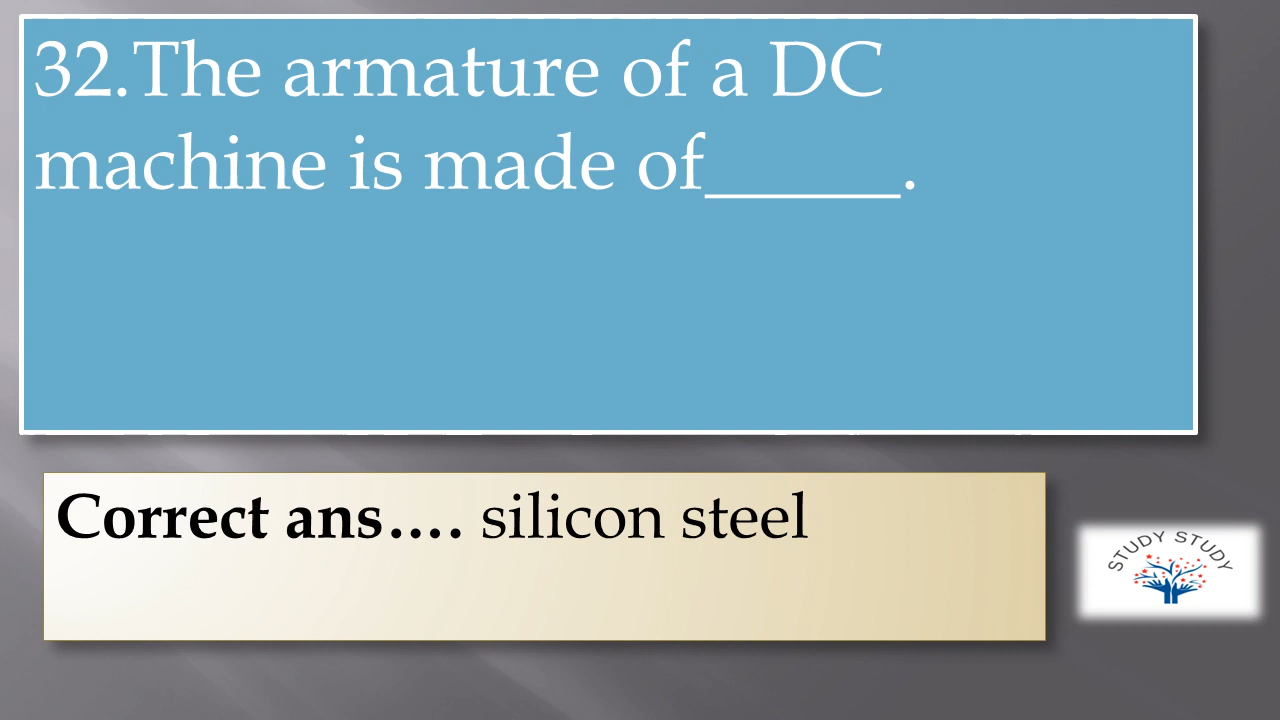 32.The armature of a DC
machine is made of______.
Correct ans…. silicon steel
STUDY STUDY